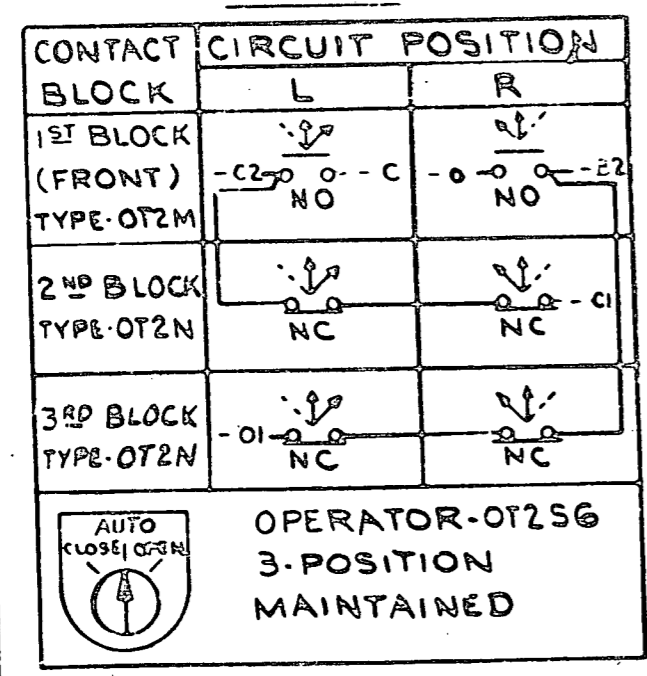 CONTACT BLOCK
CIRCUIT POSITION
L R
1ST BLOCK
(FRONT)
TYPE·OT2M
-C2- - - C
NO
- O - - E2
NO
2ND BLOCK
TYPE·OT2N
NC
- C1
NC
3RD BLOCK
TYPE·OT2N
- O1 -
NC
NC
AUTO
CLOSE OPEN
OPERATOR-OT2S6
3-POSITION
MAINTAINED